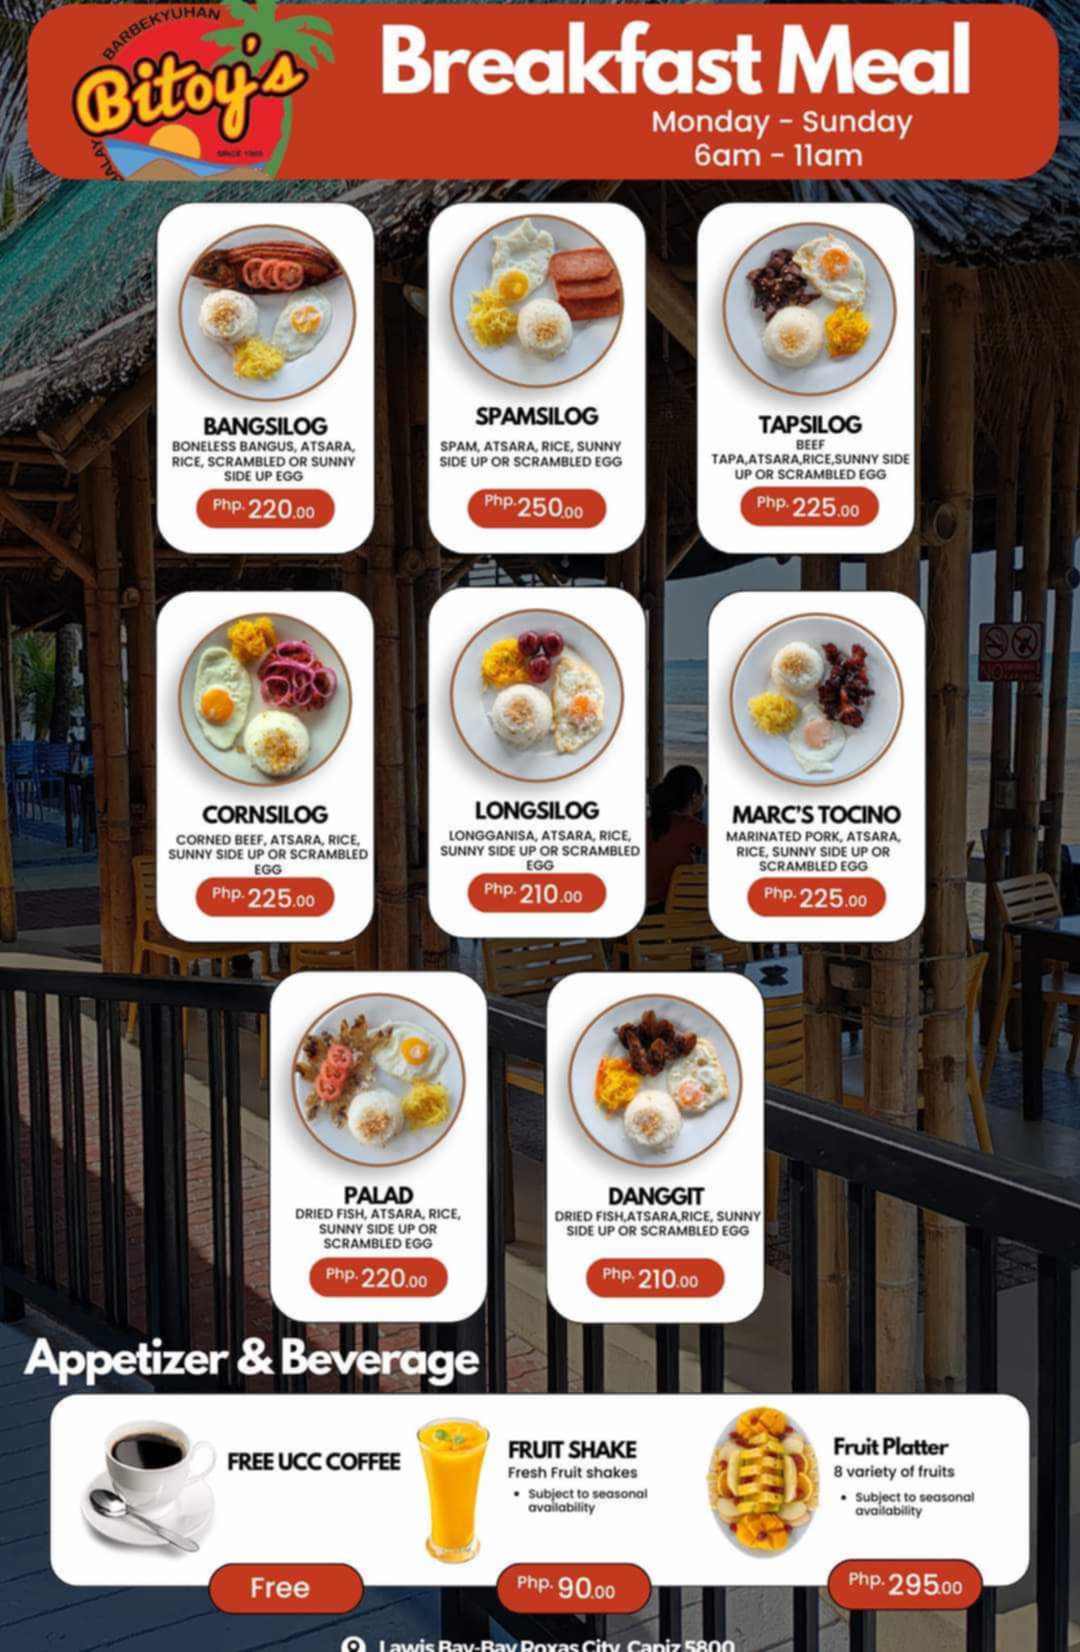 BARBEKYUHAN
Bitoy's
BALAY
Breakfast Meal
Monday - Sunday
6am - 11am
BANGSILOG
BONELESS BANGUS, ATSARA,
RICE, SCRAMBLED OR SUNNY
SIDE UP EGG
Php. 220.00
SPAMSILOG
SPAM, ATSARA, RICE, SUNNY
SIDE UP OR SCRAMBLED EGG
Php. 250.00
TAPSILOG
BEEF
TAPA,ATSARA,RICE,SUNNY SIDE
UP OR SCRAMBLED EGG
Php. 225.00
CORNSILOG
CORNED BEEF, ATSARA, RICE,
SUNNY SIDE UP OR SCRAMBLED
EGG
Php. 225.00
LONGSILOG
LONGGANISA, ATSARA, RICE,
SUNNY SIDE UP OR SCRAMBLED
EGG
Php. 210.00
MARC'S TOCINO
MARINATED PORK, ATSARA,
RICE, SUNNY SIDE UP OR
SCRAMBLED EGG
Php. 225.00
PALAD
DRIED FISH, ATSARA, RICE,
SUNNY SIDE UP OR
SCRAMBLED EGG
Php. 220.00
DANGGIT
DRIED FISH,ATSARA,RICE, SUNNY
SIDE UP OR SCRAMBLED EGG
Php. 210.00
Appetizer & Beverage
FREE UCC COFFEE
Free
FRUIT SHAKE
Fresh Fruit shakes
• Subject to seasonal
availability
Php. 90.00
Fruit Platter
8 variety of fruits
• Subject to seasonal
availability
Php. 295.00
Lawis Bay-Bay Roxas City, Capiz 5800